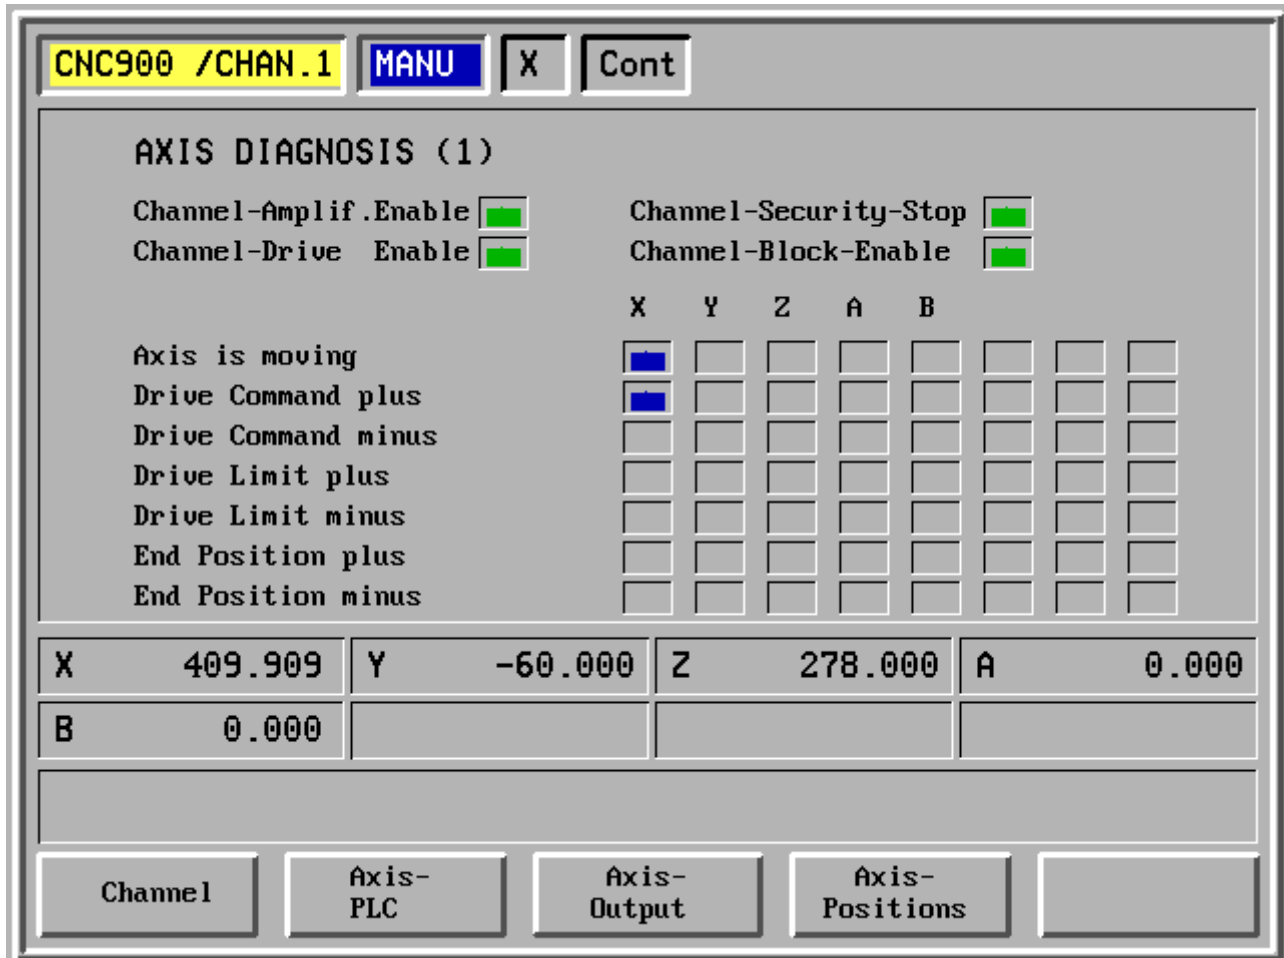 CNC900 /CHAN.1 MANU X Cont
AXIS DIAGNOSIS (1)
Channel-Amplif.Enable Channel-Security-Stop
Channel-Drive Enable Channel-Block-Enable
X Y Z A B
Axis is moving
Drive Command plus
Drive Command minus
Drive Limit plus
Drive Limit minus
End Position plus
End Position minus
X 409.909 Y -60.000 Z 278.000 A 0.000
B 0.000
Channel Axis- Axis- Axis-
PLC Output Positions